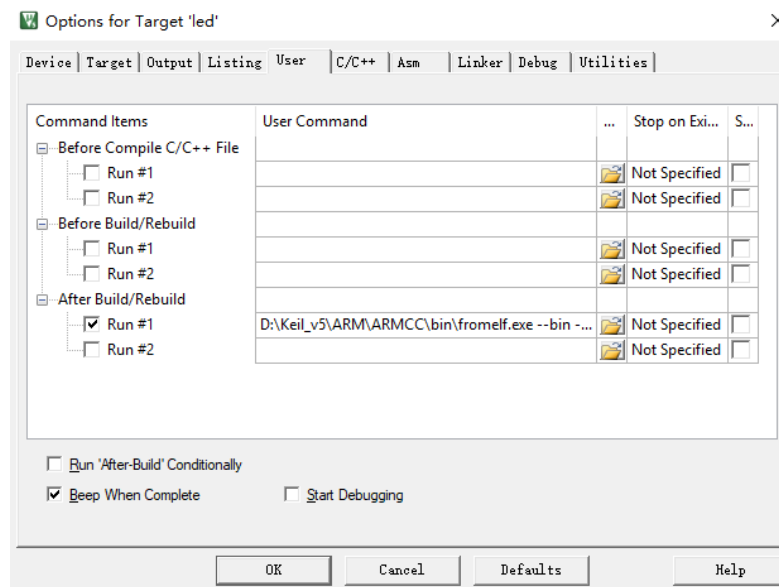 Options for Target 'led'
Device Target Output Listing User C/C++ Asm Linker Debug Utilities
Command Items User Command ... Stop on Exi... S...
Before Compile C/C++ File
Run #1 Not Specified
Run #2 Not Specified
Before Build/Rebuild
Run #1 Not Specified
Run #2 Not Specified
After Build/Rebuild
Run #1 D:\Keil_v5\ARM\ARMCC\bin\fromelf.exe --bin -... Not Specified
Run #2 Not Specified
Run 'After-Build' Conditionally
Beep When Complete Start Debugging
OK Cancel Defaults Help